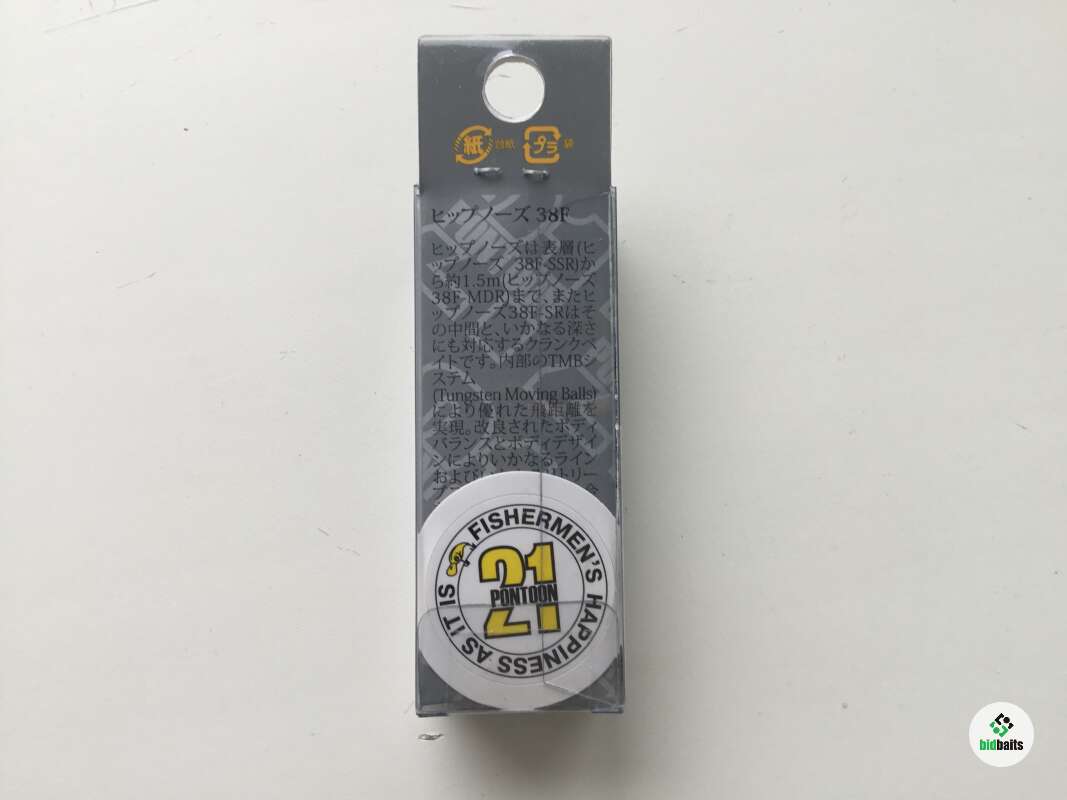 紙 台紙 プラ 袋
ヒップノーズ 38F
ヒップノーズは表層(ヒ
ップノーズ 38F-SSR)か
ら約1.5m(ヒップノーズ
38F-MDR)まで、またヒ
ップノーズ38F-SRはそ
の中間と、いかなる深さ
にも対応するクランクベ
イトです。内部のTMBシ
ステム
(Tungsten Moving Balls)
により優れた飛距離を
実現。改良されたボディ
バランスとボディデザイ
ンによりいかなるライン
および
FISHERMEN'S HAPPINESS AS IT IS
21
PONTOON
bidbaits